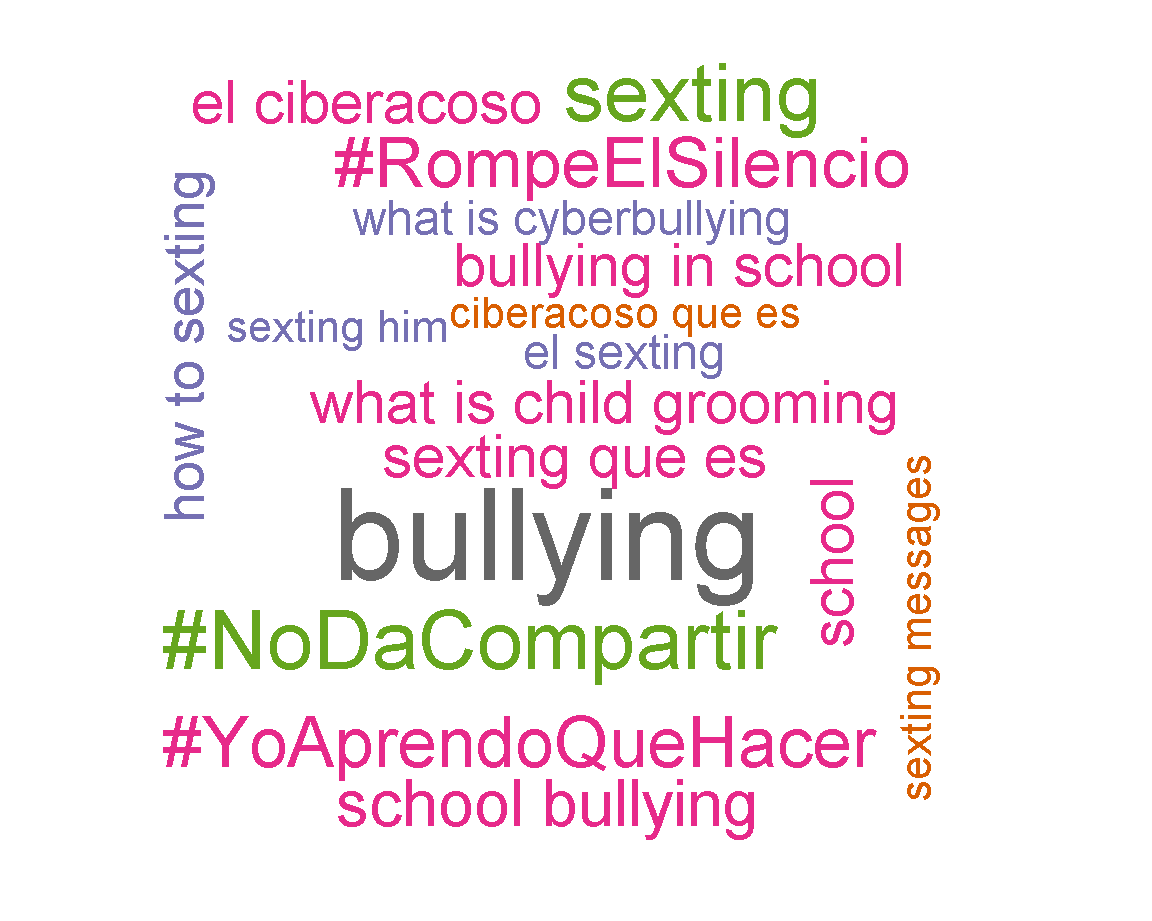 el ciberacoso
sexting
#RompeElSilencio
how to sexting
what is cyberbullying
bullying in school
ciberacoso que es
sexting him
el sexting
what is child grooming
sexting que es
bullying
school
sexting messages
#NoDaCompartir
#YoAprendoQueHacer
school bullying